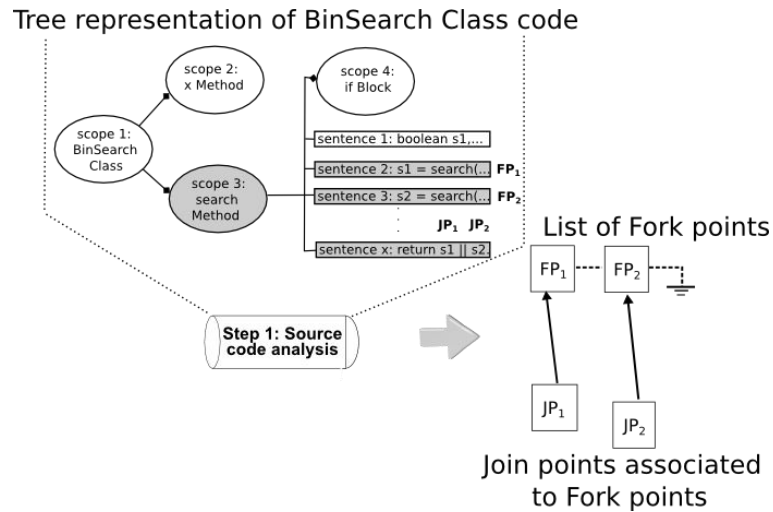 Tree representation of BinSearch Class code
scope 2:
x Method
scope 4:
if Block
scope 1:
BinSearch
Class
scope 3:
search
Method
sentence 1: boolean s1,...
sentence 2: s1 = search(... FP₁
sentence 3: s2 = search(... FP₂
JP₁ JP₂
sentence x: return s1 || s2.
List of Fork points
FP₁ FP₂
Step 1: Source
code analysis
JP₁ JP₂
Join points associated
to Fork points